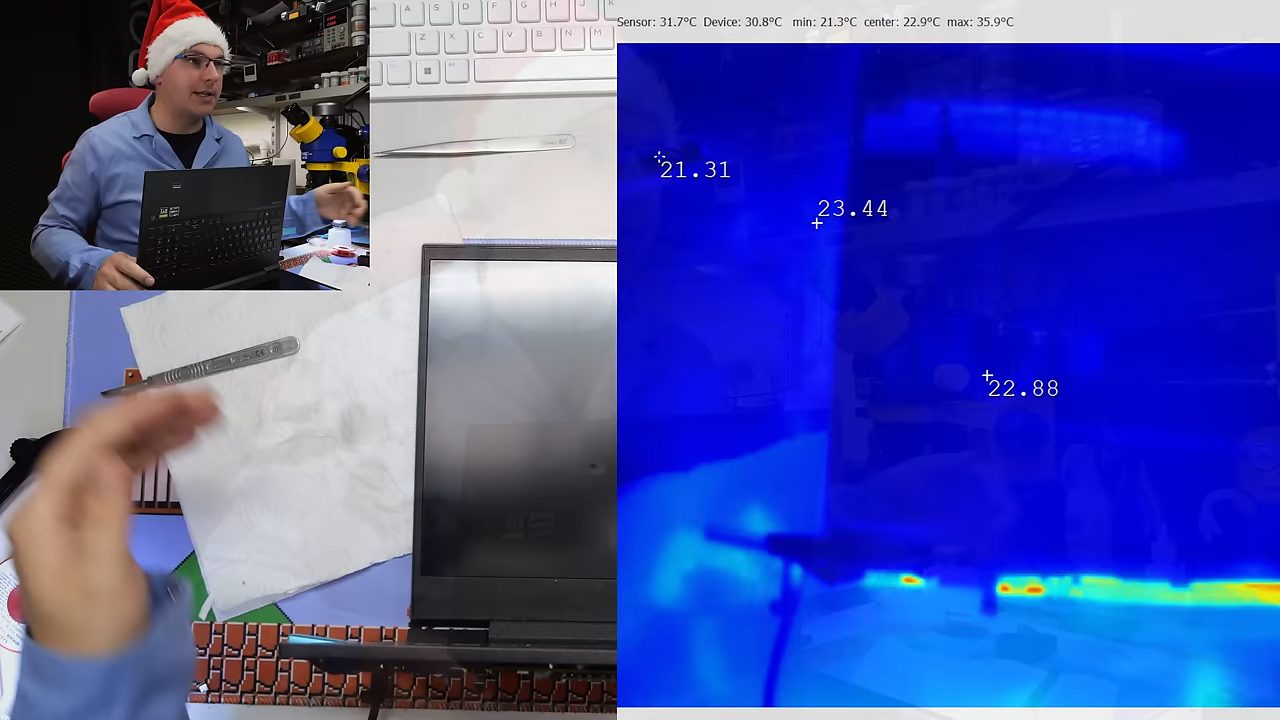 Sensor: 31.7°C Device: 30.8°C min: 21.3°C center: 22.9°C max: 35.9°C
A S D F G H J K
Z X C V B N M
21.31
23.44
22.88